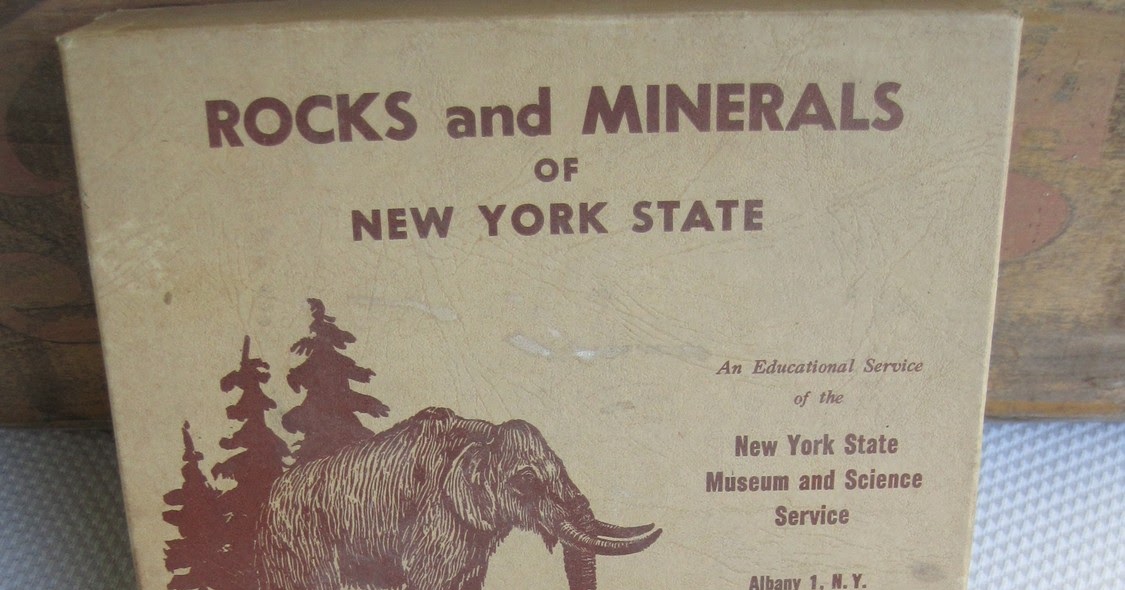 ROCKS and MINERALS
OF
NEW YORK STATE
An Educational Service
of the
New York State
Museum and Science
Service
Albany 1, N. Y.